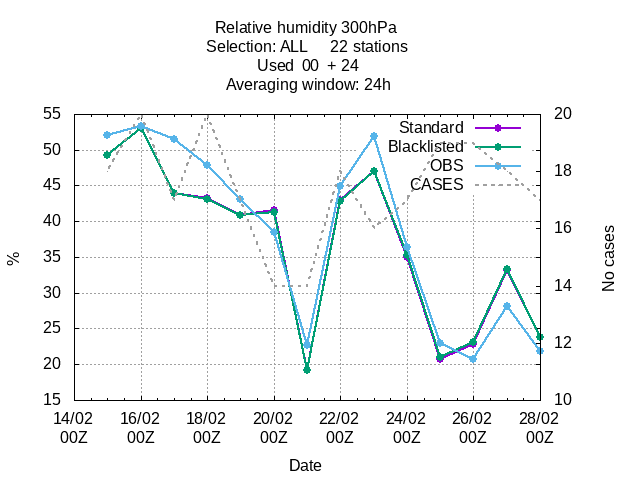 Relative humidity 300hPa
Selection: ALL     22 stations
Used  00  + 24
Averaging window: 24h
Standard
Blacklisted
OBS
CASES
55
50
45
40
35
30
25
20
15
%
20
18
16
14
12
10
No cases
14/02 16/02 18/02 20/02 22/02 24/02 26/02 28/02
00Z 00Z 00Z 00Z 00Z 00Z 00Z 00Z
Date